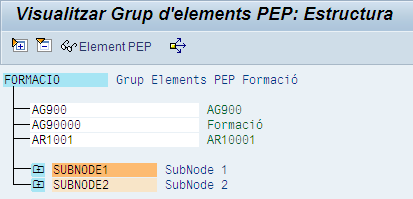 Visualitzar Grup d'elements PEP: Estructura
Element PEP
FORMACIO Grup Elements PEP Formació
AG900 AG900
AG90000 Formació
AR1001 AR10001
SUBNODE1 SubNode 1
SUBNODE2 SubNode 2